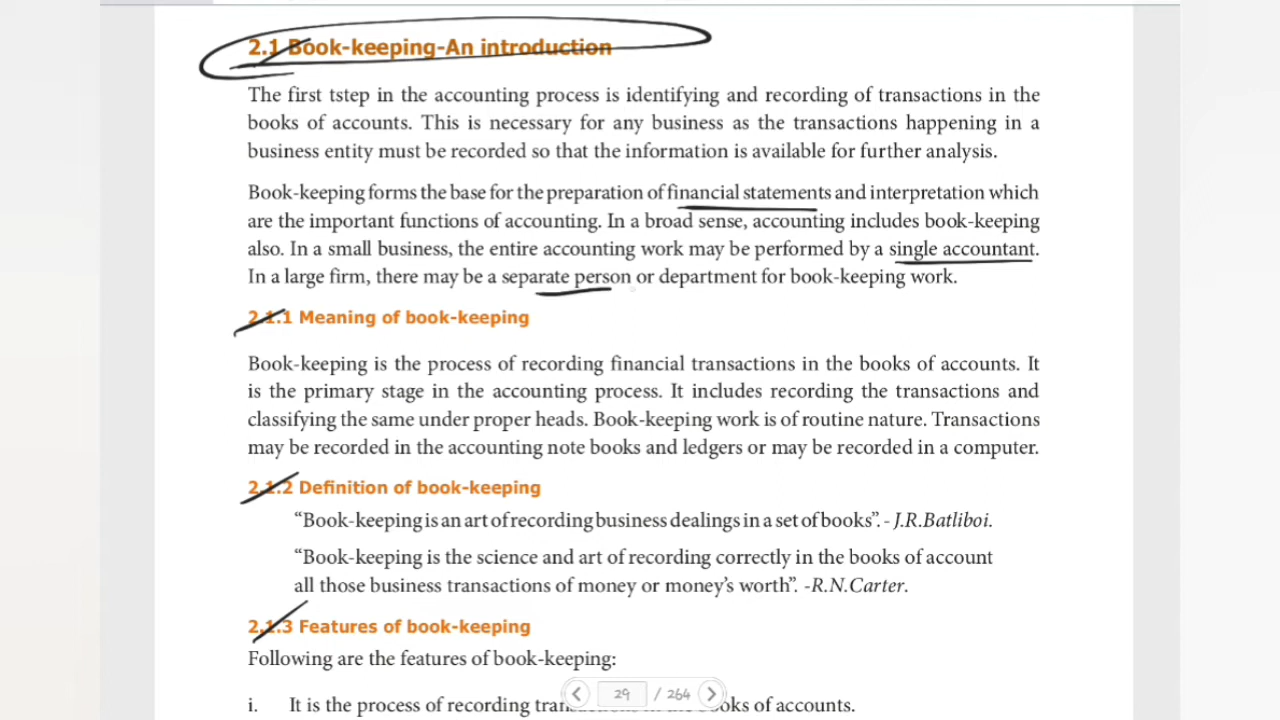 2.1 Book-keeping-An introduction
The first tstep in the accounting process is identifying and recording of transactions in the
books of accounts. This is necessary for any business as the transactions happening in a
business entity must be recorded so that the information is available for further analysis.
Book-keeping forms the base for the preparation of financial statements and interpretation which
are the important functions of accounting. In a broad sense, accounting includes book-keeping
also. In a small business, the entire accounting work may be performed by a single accountant.
In a large firm, there may be a separate person or department for book-keeping work.
2.1.1 Meaning of book-keeping
Book-keeping is the process of recording financial transactions in the books of accounts. It
is the primary stage in the accounting process. It includes recording the transactions and
classifying the same under proper heads. Book-keeping work is of routine nature. Transactions
may be recorded in the accounting note books and ledgers or may be recorded in a computer.
2.1.2 Definition of book-keeping
“Book-keeping is an art of recording business dealings in a set of books”. - J.R.Batliboi.
“Book-keeping is the science and art of recording correctly in the books of account
all those business transactions of money or money’s worth”. -R.N.Carter.
2.1.3 Features of book-keeping
Following are the features of book-keeping:
i. It is the process of recording books of accounts.
29 / 264